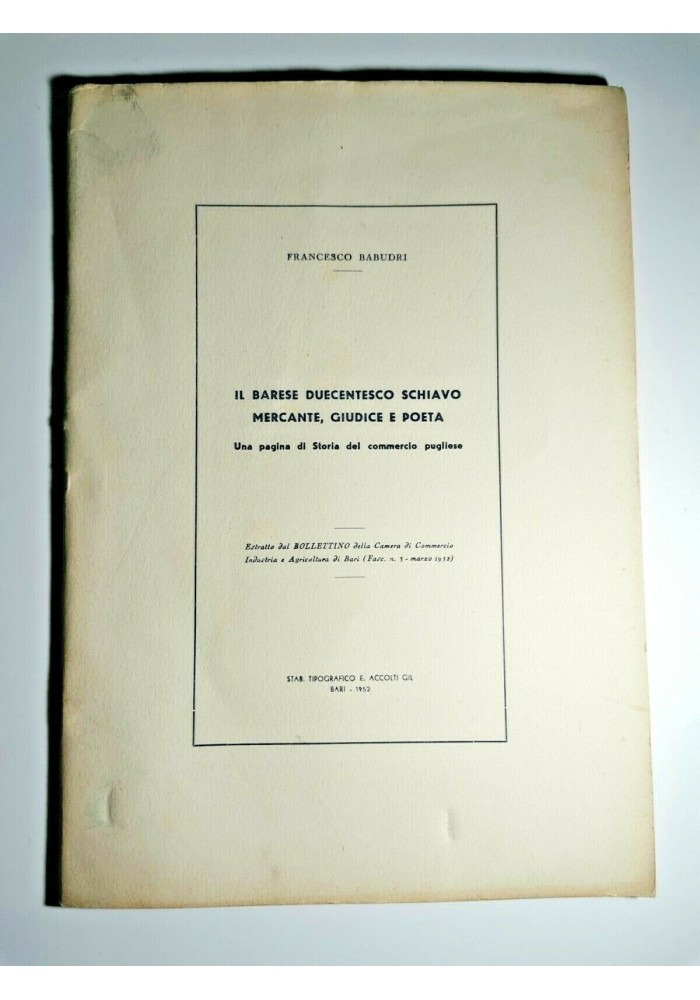 FRANCESCO BABUDRI
IL BARESE DUECENTESCO SCHIAVO
MERCANTE, GIUDICE E POETA
Una pagina di Storia del commercio pugliese
Estratto dal BOLLETTINO della Camera di Commercio
Industria e Agricoltura di Bari (Fasc. n. 3 - marzo 1952)
STAB. TIPOGRAFICO E. ACCOLTI GIL
BARI - 1952